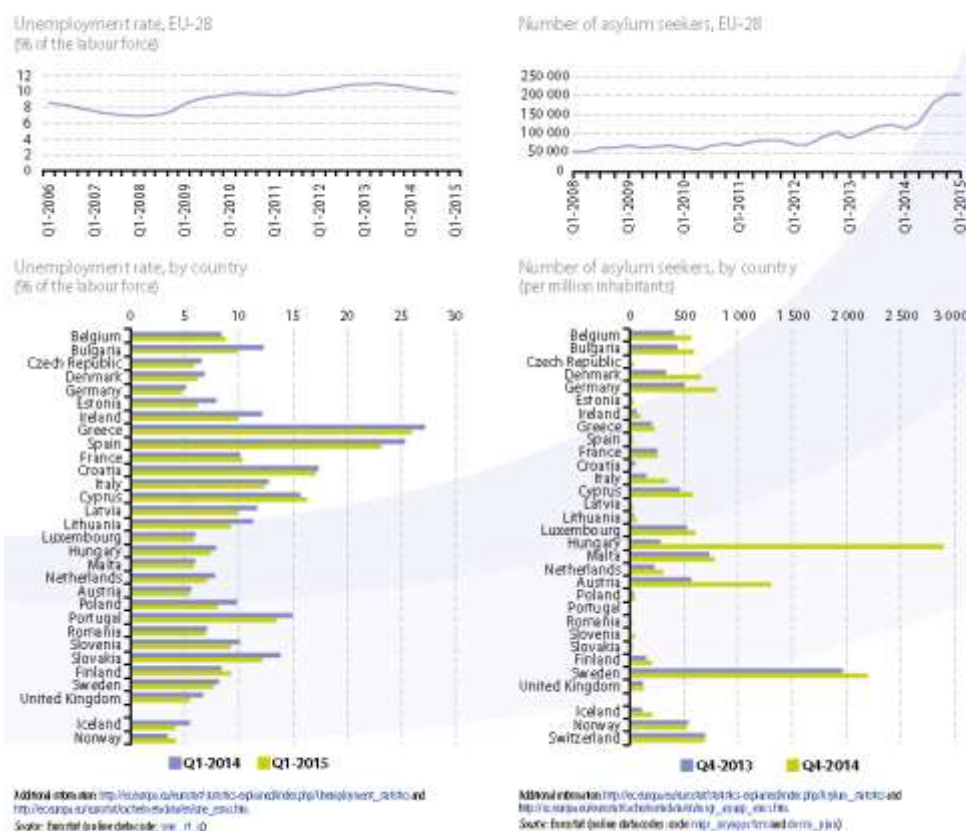 Unemployment rate, EU-28
(% of the labour force)
12
10
8
6
4
2
0
Q1-2006
Q1-2007
Q1-2008
Q1-2009
Q1-2010
Q1-2011
Q1-2012
Q1-2013
Q1-2014
Q1-2015
Number of asylum seekers, EU-28
250 000
200 000
150 000
100 000
50 000
0
Q1-2008
Q1-2009
Q1-2010
Q1-2011
Q1-2012
Q1-2013
Q1-2014
Q1-2015
Unemployment rate, by country
(% of the labour force)
0 5 10 15 20 25 30
Belgium
Bulgaria
Czech Republic
Denmark
Germany
Estonia
Ireland
Greece
Spain
France
Croatia
Italy
Cyprus
Latvia
Lithuania
Luxembourg
Hungary
Malta
Netherlands
Austria
Poland
Portugal
Romania
Slovenia
Slovakia
Finland
Sweden
United Kingdom
Iceland
Norway
Q1-2014 Q1-2015
Number of asylum seekers, by country
(per million inhabitants)
0 500 1 000 1 500 2 000 2 500 3 000
Belgium
Bulgaria
Czech Republic
Denmark
Germany
Estonia
Ireland
Greece
Spain
France
Croatia
Italy
Cyprus
Latvia
Lithuania
Luxembourg
Hungary
Malta
Netherlands
Austria
Poland
Portugal
Romania
Slovenia
Slovakia
Finland
Sweden
United Kingdom
Iceland
Norway
Switzerland
Q4-2013 Q4-2014
Additional information: and
Source: Eurostat (online data code:
Additional information: and
Source: Eurostat (online data codes: code and